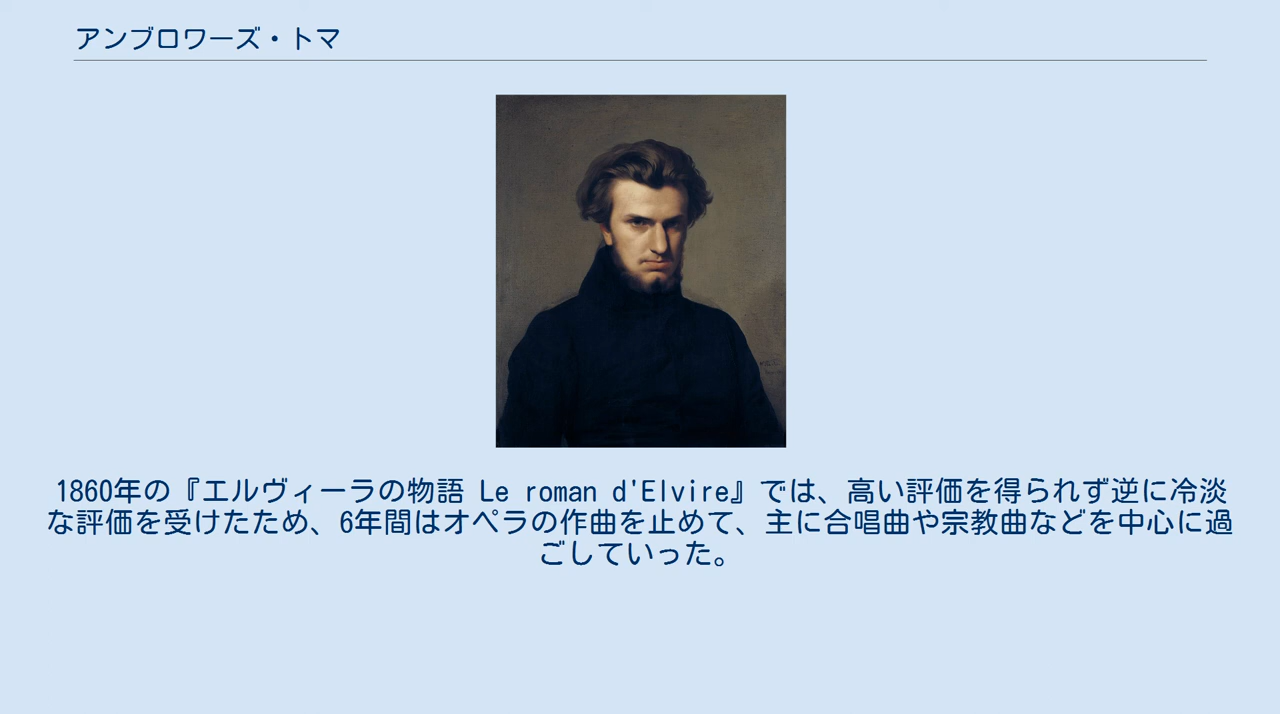 アンブロワーズ・トマ
1860年の『エルヴィーラの物語 Le roman d'Elvire』では、高い評価を得られず逆に冷淡
な評価を受けたため、6年間はオペラの作曲を止めて、主に合唱曲や宗教曲などを中心に過
ごしていった。